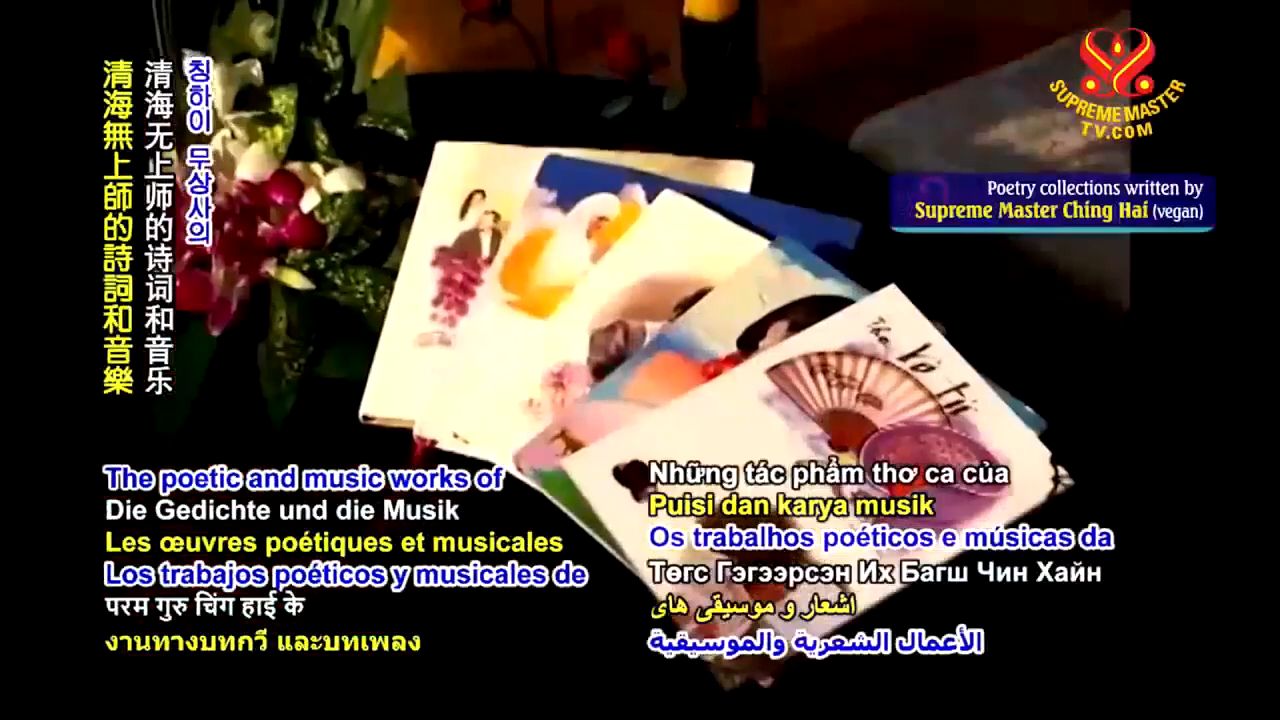 칭하이 무상사의
清海无上师的诗词和音乐
清海無上師的詩詞和音樂
SUPREME MASTER
TV.COM
Poetry collections written by
Supreme Master Ching Hai (vegan)
Thơ Vô Tử
The poetic and music works of
Die Gedichte und die Musik
Les œuvres poétiques et musicales
Los trabajos poéticos y musicales de
परम गुरु चिंग हाई के
งานทางบทกวี และบทเพลง
Những tác phẩm thơ ca của
Puisi dan karya musik
Os trabalhos poéticos e músicas da
Төгс Гэгээрсэн Их Багш Чин Хайн
اشعار و موسیقی های
الأعمال الشعرية والموسيقية